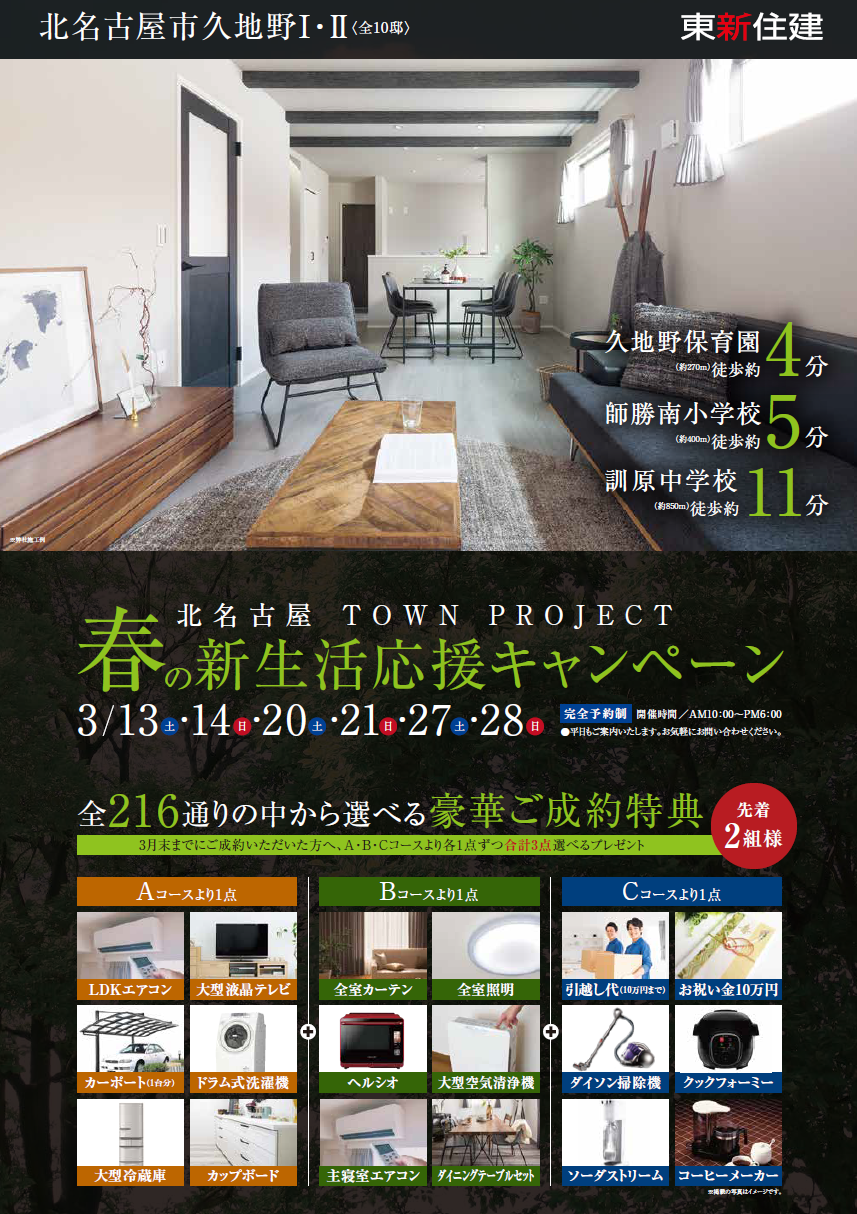 北名古屋市久地野Ⅰ・Ⅱ〈全10邸〉
東新住建
久地野保育園
(約270m)徒歩約4分
師勝南小学校
(約400m)徒歩約5分
訓原中学校
(約850m)徒歩約11分
※弊社施工例
北名古屋 TOWN PROJECT
春の新生活応援キャンペーン
3/13土・14日・20土・21日・27土・28日
完全予約制 開催時間／AM10:00〜PM6:00
●平日もご案内いたします。お気軽にお問い合わせください。
全216通りの中から選べる豪華ご成約特典
先着
2組様
3月末までにご成約いただいた方へ、A・B・Cコースより各1点ずつ合計3点選べるプレゼント
Aコースより1点
LDKエアコン
大型液晶テレビ
カーポート(1台分)
ドラム式洗濯機
大型冷蔵庫
カップボード
Bコースより1点
全室カーテン
全室照明
ヘルシオ
大型空気清浄機
主寝室エアコン
ダイニングテーブルセット
Cコースより1点
引越し代(10万円まで)
お祝い金10万円
ダイソン掃除機
クックフォーミー
ソーダストリーム
コーヒーメーカー
※掲載の写真はイメージです。